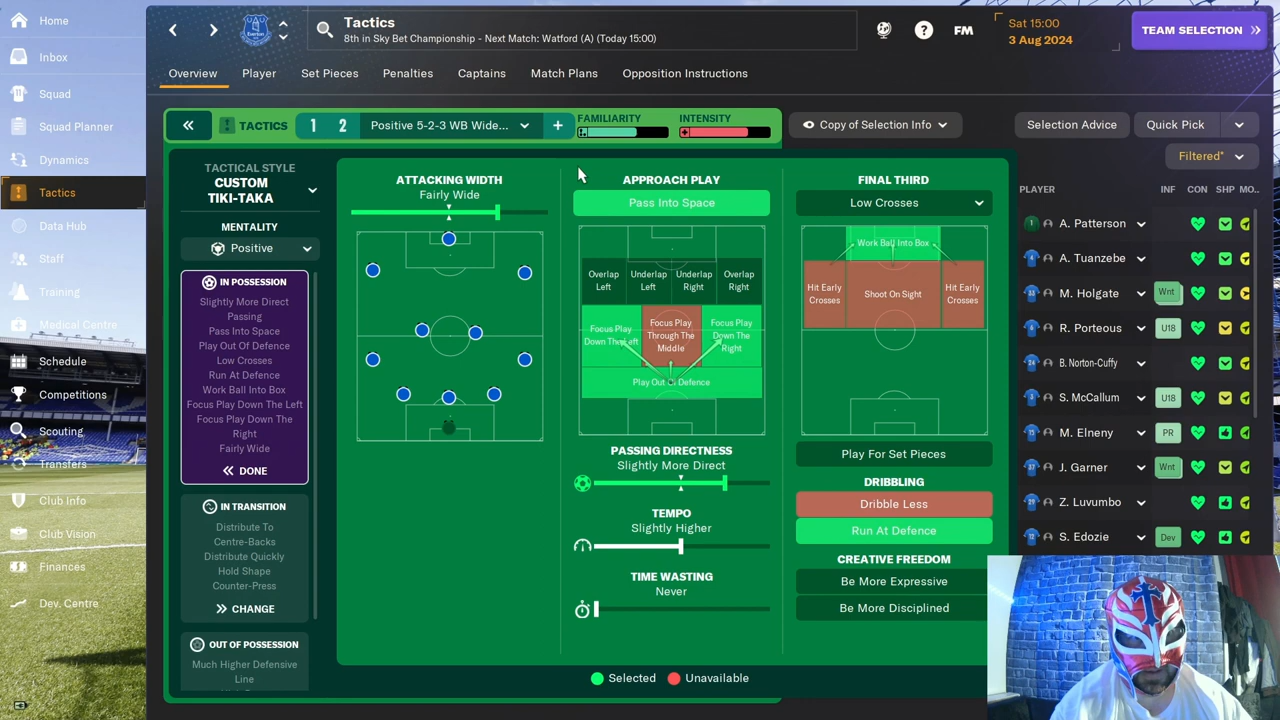 Home
Inbox
Squad
Squad Planner
Dynamics
Tactics
Data Hub
Staff
Training
Medical Centre
Schedule
Competitions
Scouting
Transfers
Club Info
Club Vision
Finances
Dev. Centre
Everton
Tactics
8th in Sky Bet Championship - Next Match: Watford (A) (Today 15:00)
?
FM
Sat 15:00
3 Aug 2024
TEAM SELECTION
Overview
Player
Set Pieces
Penalties
Captains
Match Plans
Opposition Instructions
TACTICS
1
2
Positive 5-2-3 WB Wide...
+
FAMILIARITY
INTENSITY
Copy of Selection Info
Selection Advice
Quick Pick
Filtered*
TACTICAL STYLE
CUSTOM
TIKI-TAKA
MENTALITY
Positive
IN POSSESSION
Slightly More Direct
Passing
Pass Into Space
Play Out Of Defence
Low Crosses
Run At Defence
Work Ball Into Box
Focus Play Down The Left
Focus Play Down The
Right
Fairly Wide
DONE
IN TRANSITION
Distribute To
Centre-Backs
Distribute Quickly
Hold Shape
Counter-Press
CHANGE
OUT OF POSSESSION
Much Higher Defensive
Line
ATTACKING WIDTH
Fairly Wide
APPROACH PLAY
Pass Into Space
Overlap
Left
Underlap
Left
Underlap
Right
Overlap
Right
Focus Play
Down The Left
Focus Play
Through The
Middle
Focus Play
Down The
Right
Play Out Of Defence
PASSING DIRECTNESS
Slightly More Direct
TEMPO
Slightly Higher
TIME WASTING
Never
FINAL THIRD
Low Crosses
Work Ball Into Box
Hit Early
Crosses
Shoot On Sight
Hit Early
Crosses
Play For Set Pieces
DRIBBLING
Dribble Less
Run At Defence
CREATIVE FREEDOM
Be More Expressive
Be More Disciplined
Selected
Unavailable
PLAYER INF CON SHP MO...
A. Patterson
A. Tuanzebe
M. Holgate Wnt
R. Porteous U18
B. Norton-Cuffy
S. McCallum U18
M. Elneny PR
J. Garner Wnt
Z. Luvumbo
S. Edozie Dev